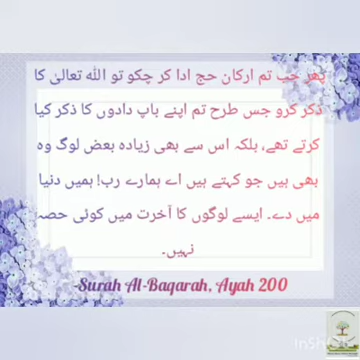 پھر جب تم ارکان حج ادا کر چکو تو اللہ تعالیٰ کا
ذکر کرو جس طرح تم اپنے باپ دادوں کا ذکر کیا
کرتے تھے، بلکہ اس سے بھی زیادہ بعض لوگ وہ
بھی ہیں جو کہتے ہیں اے ہمارے رب! ہمیں دنیا
میں دے۔ ایسے لوگوں کا آخرت میں کوئی حصہ
نہیں۔
-Surah Al-Baqarah, Ayah 200